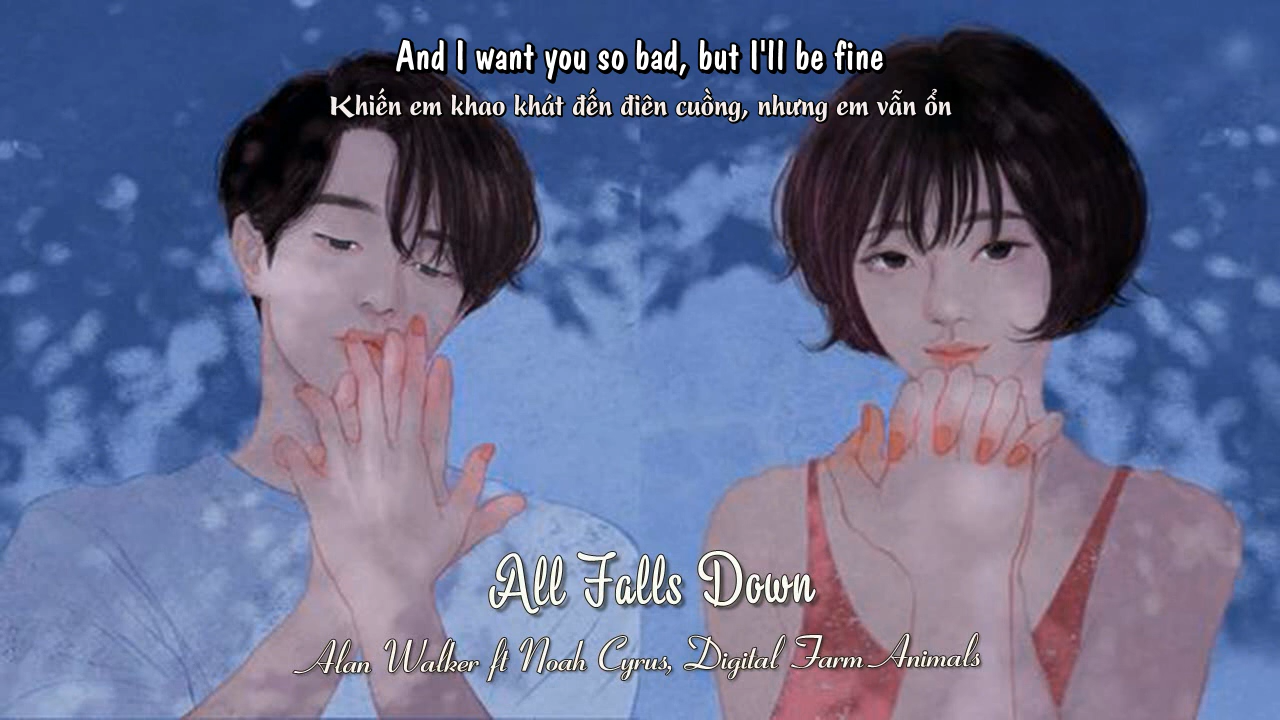 And I want you so bad, but I'll be fine
Khiến em khao khát đến điên cuồng, nhưng em vẫn ổn
All Falls Down
Alan Walker ft Noah Cyrus, Digital Farm Animals